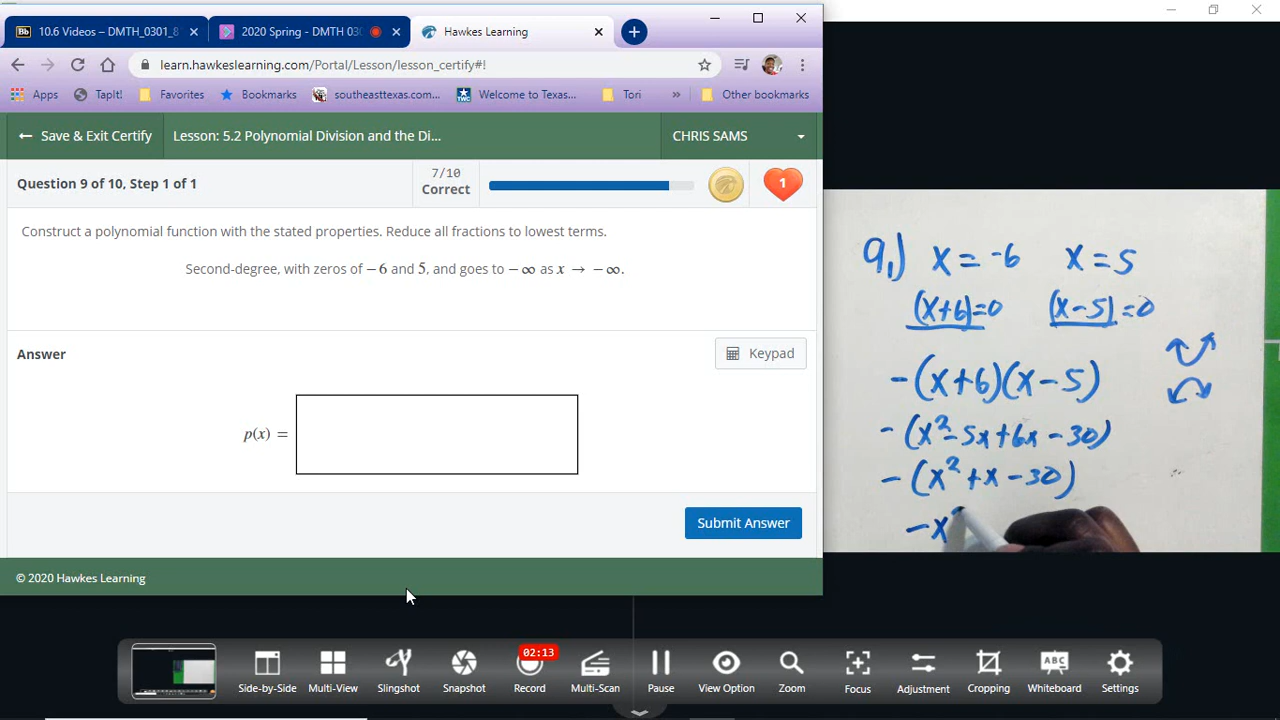 10.6 Videos – DMTH_0301_8
2020 Spring - DMTH 030
Hawkes Learning
learn.hawkeslearning.com/Portal/Lesson/lesson_certify#!
Apps TapIt! Favorites Bookmarks southeasttexas.com... Welcome to Texas... Tori » Other bookmarks
← Save & Exit Certify
Lesson: 5.2 Polynomial Division and the Di...
CHRIS SAMS
Question 9 of 10, Step 1 of 1
7/10
Correct
1
Construct a polynomial function with the stated properties. Reduce all fractions to lowest terms.
Second-degree, with zeros of −6 and 5, and goes to −∞ as x → −∞.
Answer
Keypad
p(x) =
Submit Answer
© 2020 Hawkes Learning
9.) x = -6 x = 5
(x+6)=0 (x-5)=0
-(x+6)(x-5)
-(x²-5x+6x-30)
-(x²+x-30)
-x²
02:13
Side-by-Side
Multi-View
Slingshot
Snapshot
Record
Multi-Scan
Pause
View Option
Zoom
Focus
Adjustment
Cropping
ABC
Whiteboard
Settings